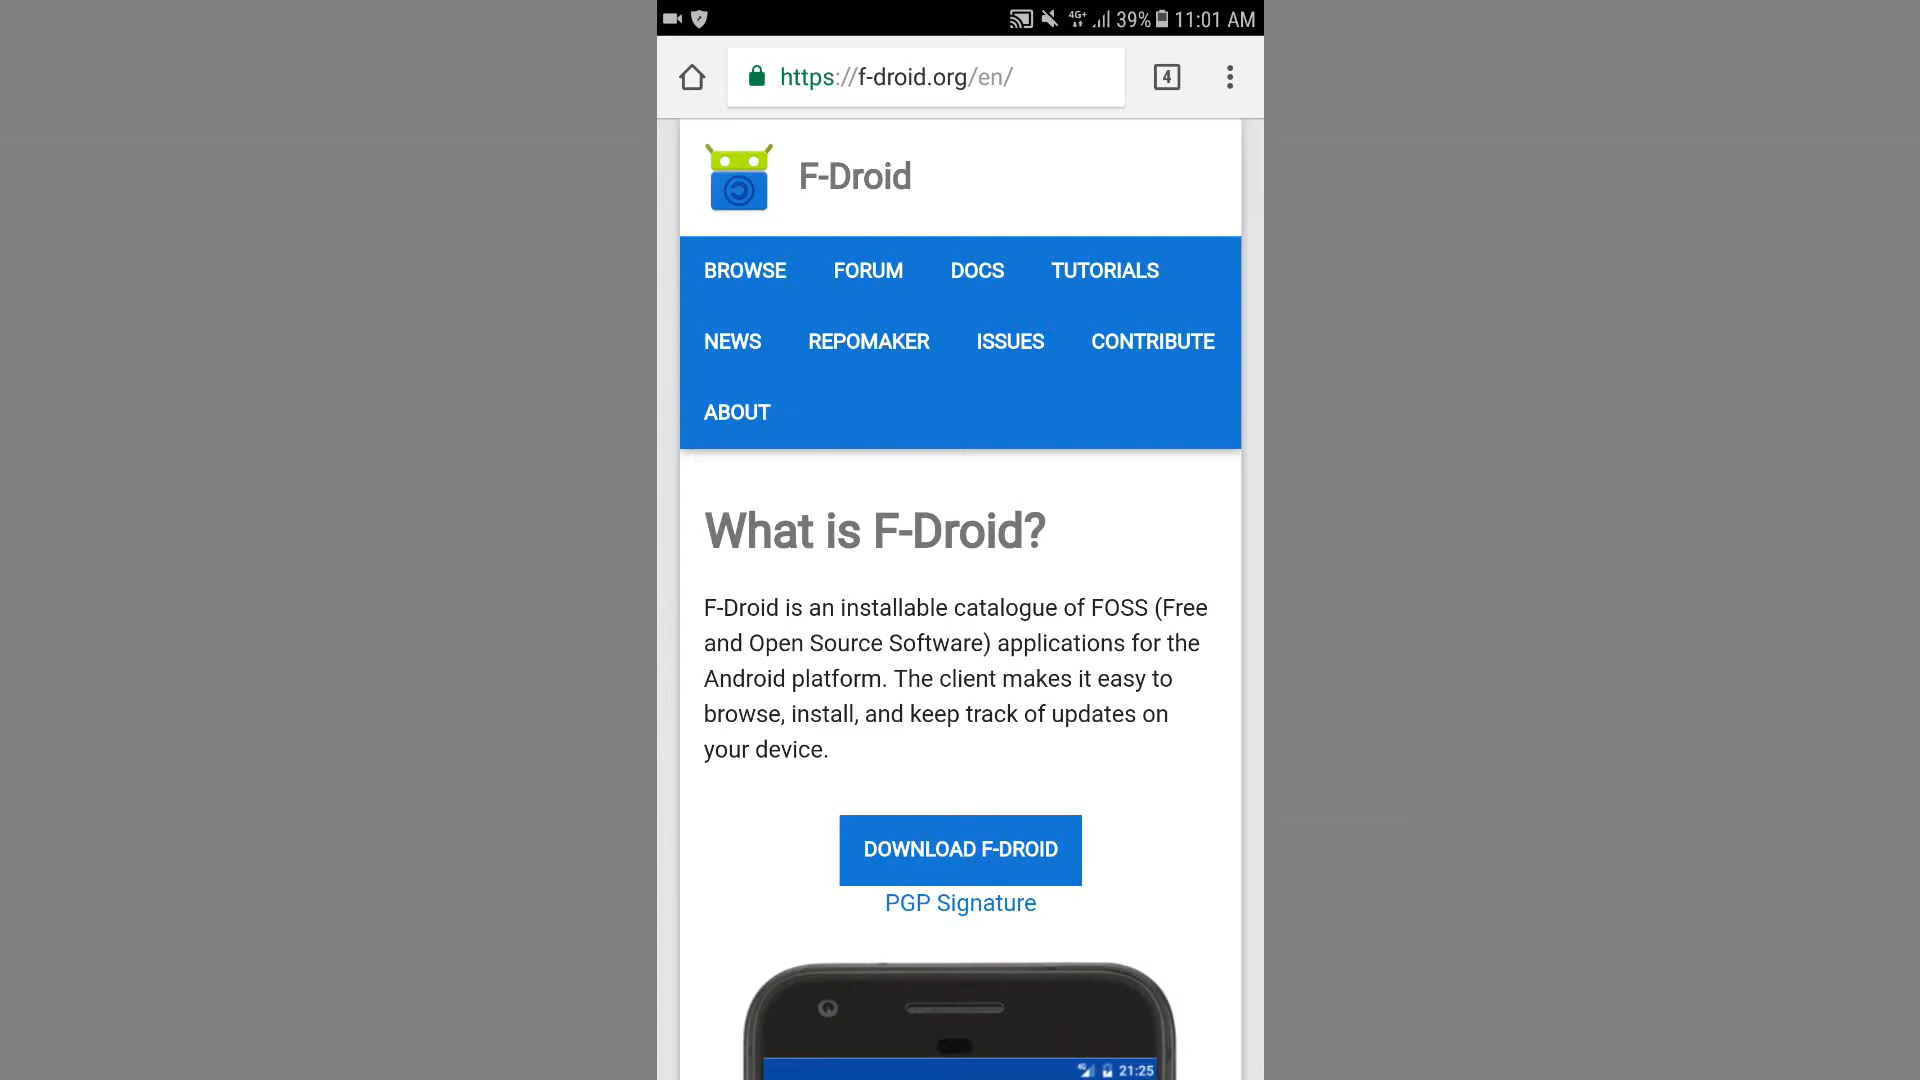 4G+ 39% 11:01 AM
https://f-droid.org/en/ 4
F-Droid
BROWSE FORUM DOCS TUTORIALS
NEWS REPOMAKER ISSUES CONTRIBUTE
ABOUT
What is F-Droid?
F-Droid is an installable catalogue of FOSS (Free
and Open Source Software) applications for the
Android platform. The client makes it easy to
browse, install, and keep track of updates on
your device.
DOWNLOAD F-DROID
PGP Signature
4G 21:25